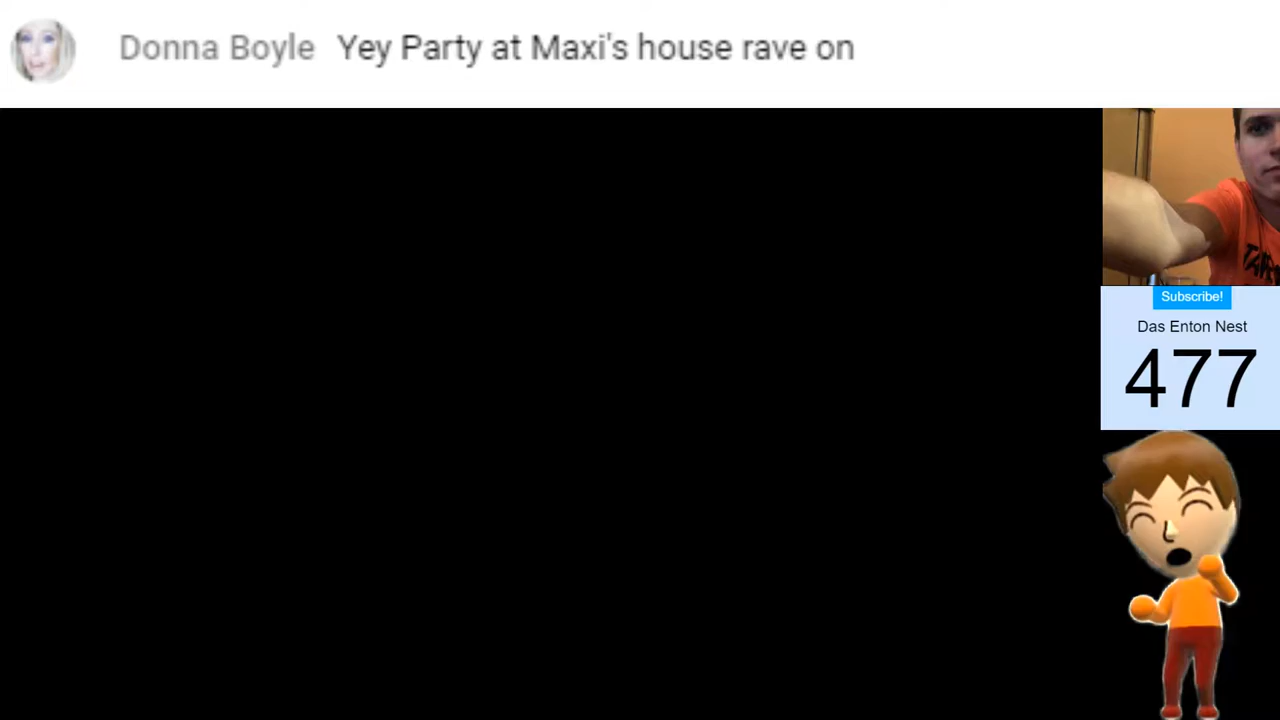 Donna Boyle Yey Party at Maxi's house rave on
Subscribe!
Das Enton Nest
477